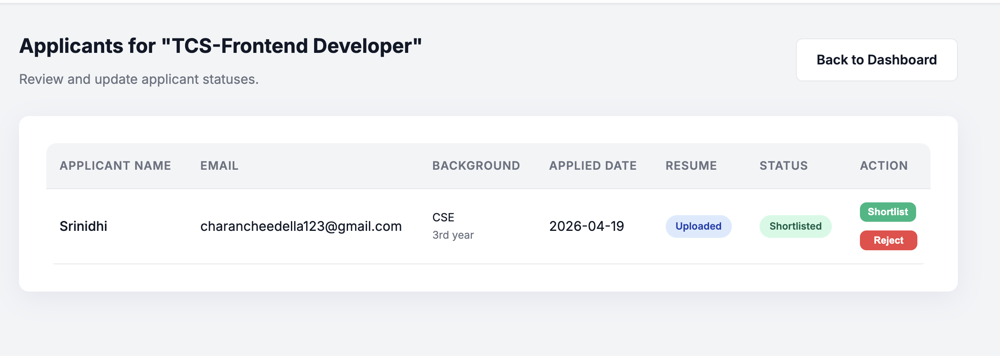 Applicants for "TCS-Frontend Developer"
Review and update applicant statuses.
Back to Dashboard
APPLICANT NAME EMAIL BACKGROUND APPLIED DATE RESUME STATUS ACTION
Srinidhi charancheedella123@gmail.com CSE 2026-04-19 Uploaded Shortlisted Shortlist
3rd year Reject